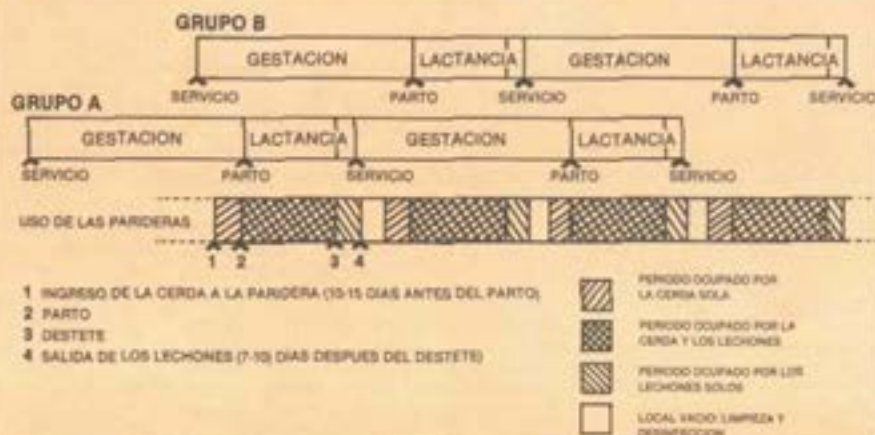 GRUPO B
GESTACION LACTANCIA GESTACION LACTANCIA
SERVICIO PARTO SERVICIO PARTO SERVICIO
GRUPO A
GESTACION LACTANCIA GESTACION LACTANCIA
SERVICIO PARTO SERVICIO PARTO SERVICIO
USO DE LAS PARIDERAS
1 2 3 4
1 INGRESO DE LA CERDA A LA PARIDERA (10-15 DIAS ANTES DEL PARTO)
2 PARTO
3 DESTETE
4 SALIDA DE LOS LECHONES (7-10) DIAS DESPUES DEL DESTETE)
PERIODO OCUPADO POR
LA CERDA SOLA
PERIODO OCUPADO POR LA
CERDA Y LOS LECHONES
PERIODO OCUPADO POR LOS
LECHONES SOLOS
LOCAL VACIO: LIMPIEZA Y
DESINFECCION